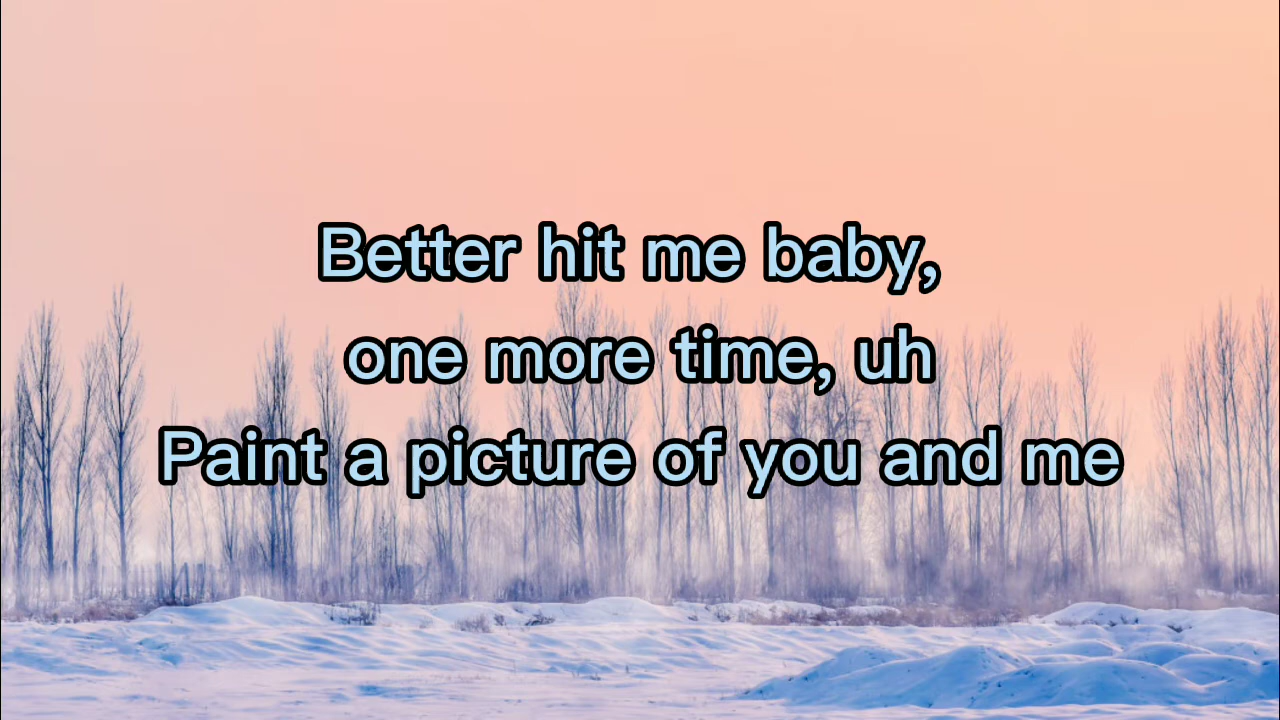 Better hit me baby,
one more time, uh
Paint a picture of you and me